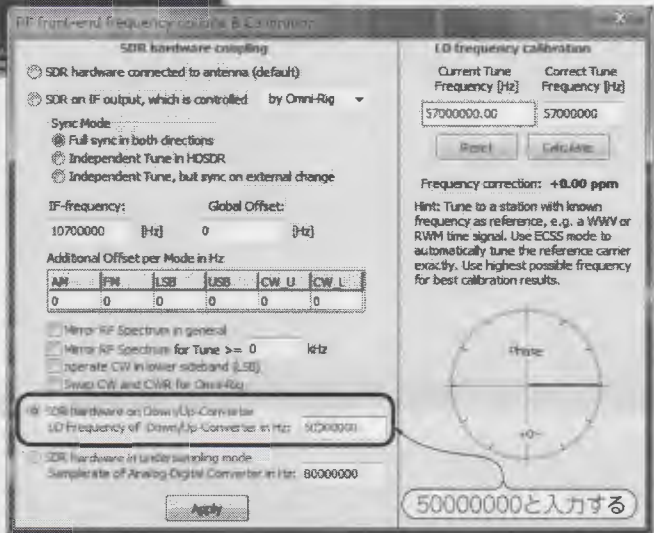 RF front-end frequency & Calibration
SDR hardware coupling
SDR hardware connected to antenna (default)
SDR on IF output, which is controlled by Omni-Rig
Sync Mode
Full sync in both directions
Independent Tune in HDSDR
Independent Tune, but sync on external change
IF-frequency: Global Offset:
10700000 [Hz] 0 [Hz]
Additional Offset per Mode in Hz
AM FM LSB USB CW_U CW_L
0 0 0 0 0 0
Mirror RF Spectrum in general
Mirror RF Spectrum for Tune >= 0 kHz
operate CW in lower sideband (LSB)
Swap CW and CWR for Omni-Rig
SDR hardware on Down/Up-Converter
LO Frequency of Down/Up-Converter in Hz:
SDR hardware in undersampling mode
Samplerate of Analog-Digital Converter in Hz: 80000000
Apply
LO frequency calibration
Current Tune Frequency [Hz]
Correct Tune Frequency [Hz]
57000000.00 57000000
Reset Calculate
Frequency correction: +0.00 ppm
Hint: Tune to a station with known
frequency as reference, e.g. a WWV or
RWM time signal. Use ECSS mode to
automatically tune the reference carrier
exactly. Use highest possible frequency
for best calibration results.
Phase
+0-
50000000と入力する